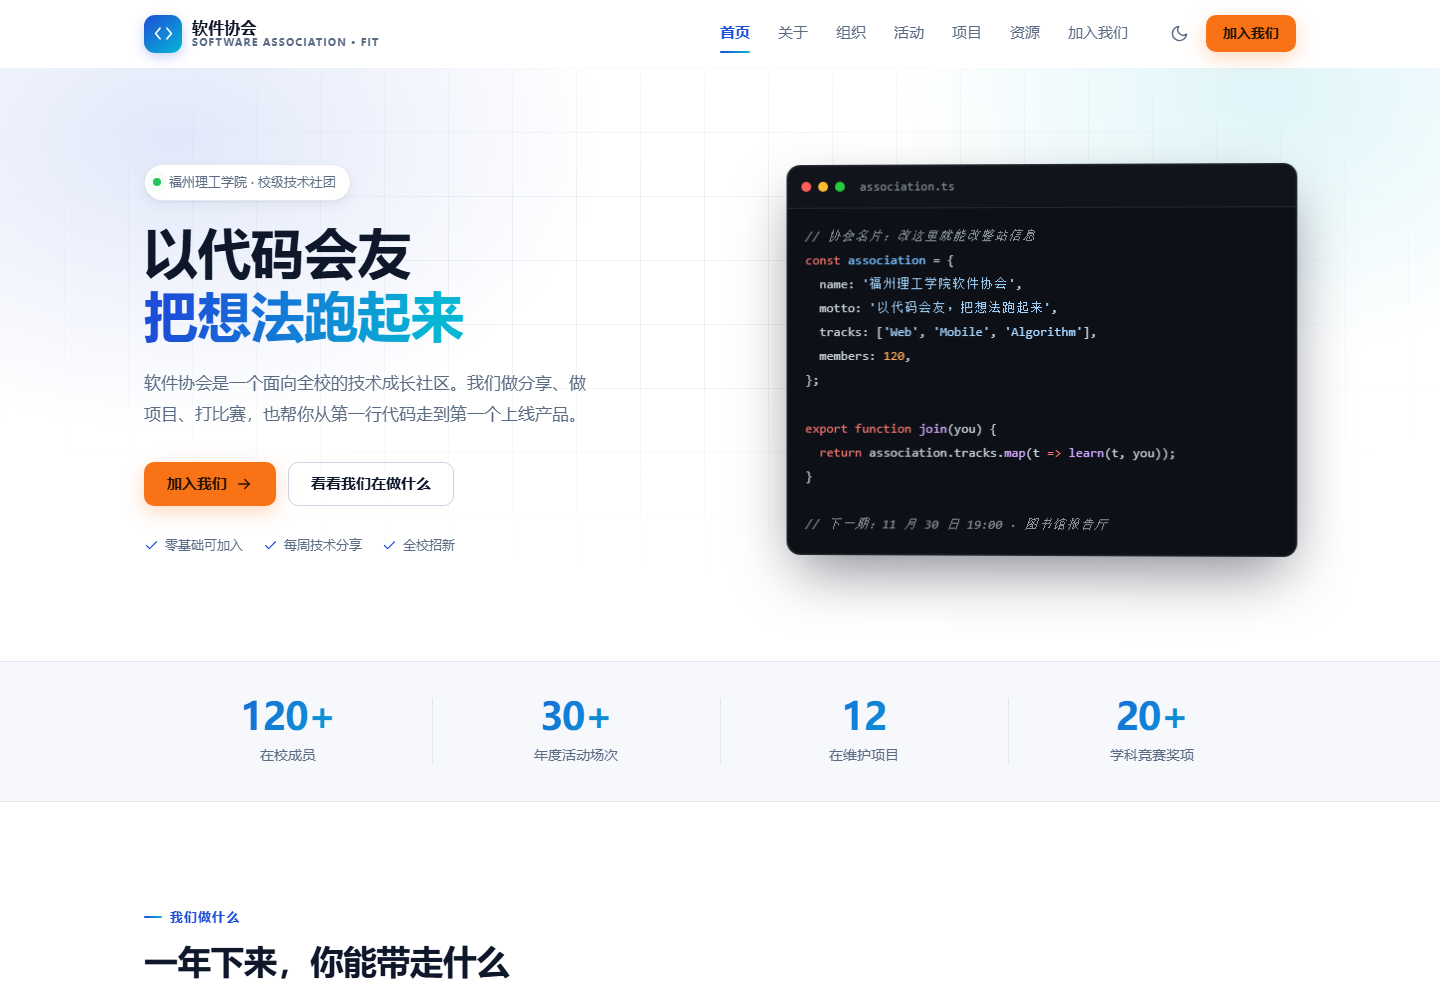 软件协会
SOFTWARE ASSOCIATION • FIT
首页 关于 组织 活动 项目 资源 加入我们
加入我们
福州理工学院 · 校级技术社团
以代码会友
把想法跑起来
软件协会是一个面向全校的技术成长社区。我们做分享、做
项目、打比赛，也帮你从第一行代码走到第一个上线产品。
加入我们 →
看看我们在做什么
零基础可加入
每周技术分享
全校招新
association.ts
// 协会名片：改这里就能改整站信息
const association = {
  name: '福州理工学院软件协会',
  motto: '以代码会友，把想法跑起来',
  tracks: ['Web', 'Mobile', 'Algorithm'],
  members: 120,
};
export function join(you) {
  return association.tracks.map(t => learn(t, you));
}
// 下一期：11 月 30 日 19:00 · 图书馆报告厅
120+
在校成员
30+
年度活动场次
12
在维护项目
20+
学科竞赛奖项
我们做什么
一年下来，你能带走什么